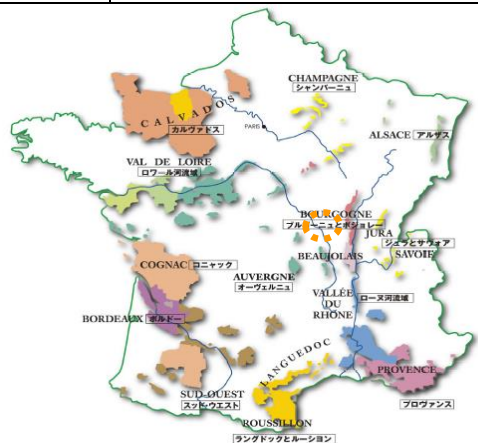 CHAMPAGNE
シャンパーニュ
CALVADOS
カルヴァドス
PARIS
ALSACE アルザス
VAL DE LOIRE
ロワール河流域
BOURGOGNE
ブルゴーニュとボジョレー
JURA
ジュラとサヴォア
SAVOIE
BEAUJOLAIS
COGNAC コニャック
AUVERGNE
オーヴェルニュ
VALLÉE
DU
RHÔNE
ローヌ河流域
BORDEAUX ボルドー
LANGUEDOC
PROVENCE
プロヴァンス
SUD-OUEST
スッド・ウエスト
ROUSSILLON
ラングドックとルーション